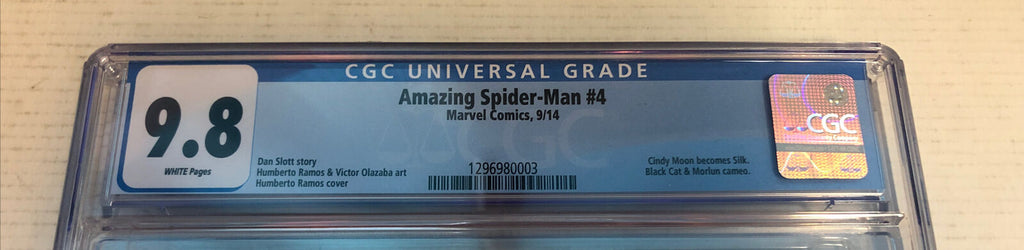 CGC UNIVERSAL GRADE
9.8
WHITE Pages
Amazing Spider-Man #4
Marvel Comics, 9/14
Dan Slott story
Humberto Ramos & Victor Olazaba art
Humberto Ramos cover
1296980003
Cindy Moon becomes Silk.
Black Cat & Morlun cameo.
CGC
CGC